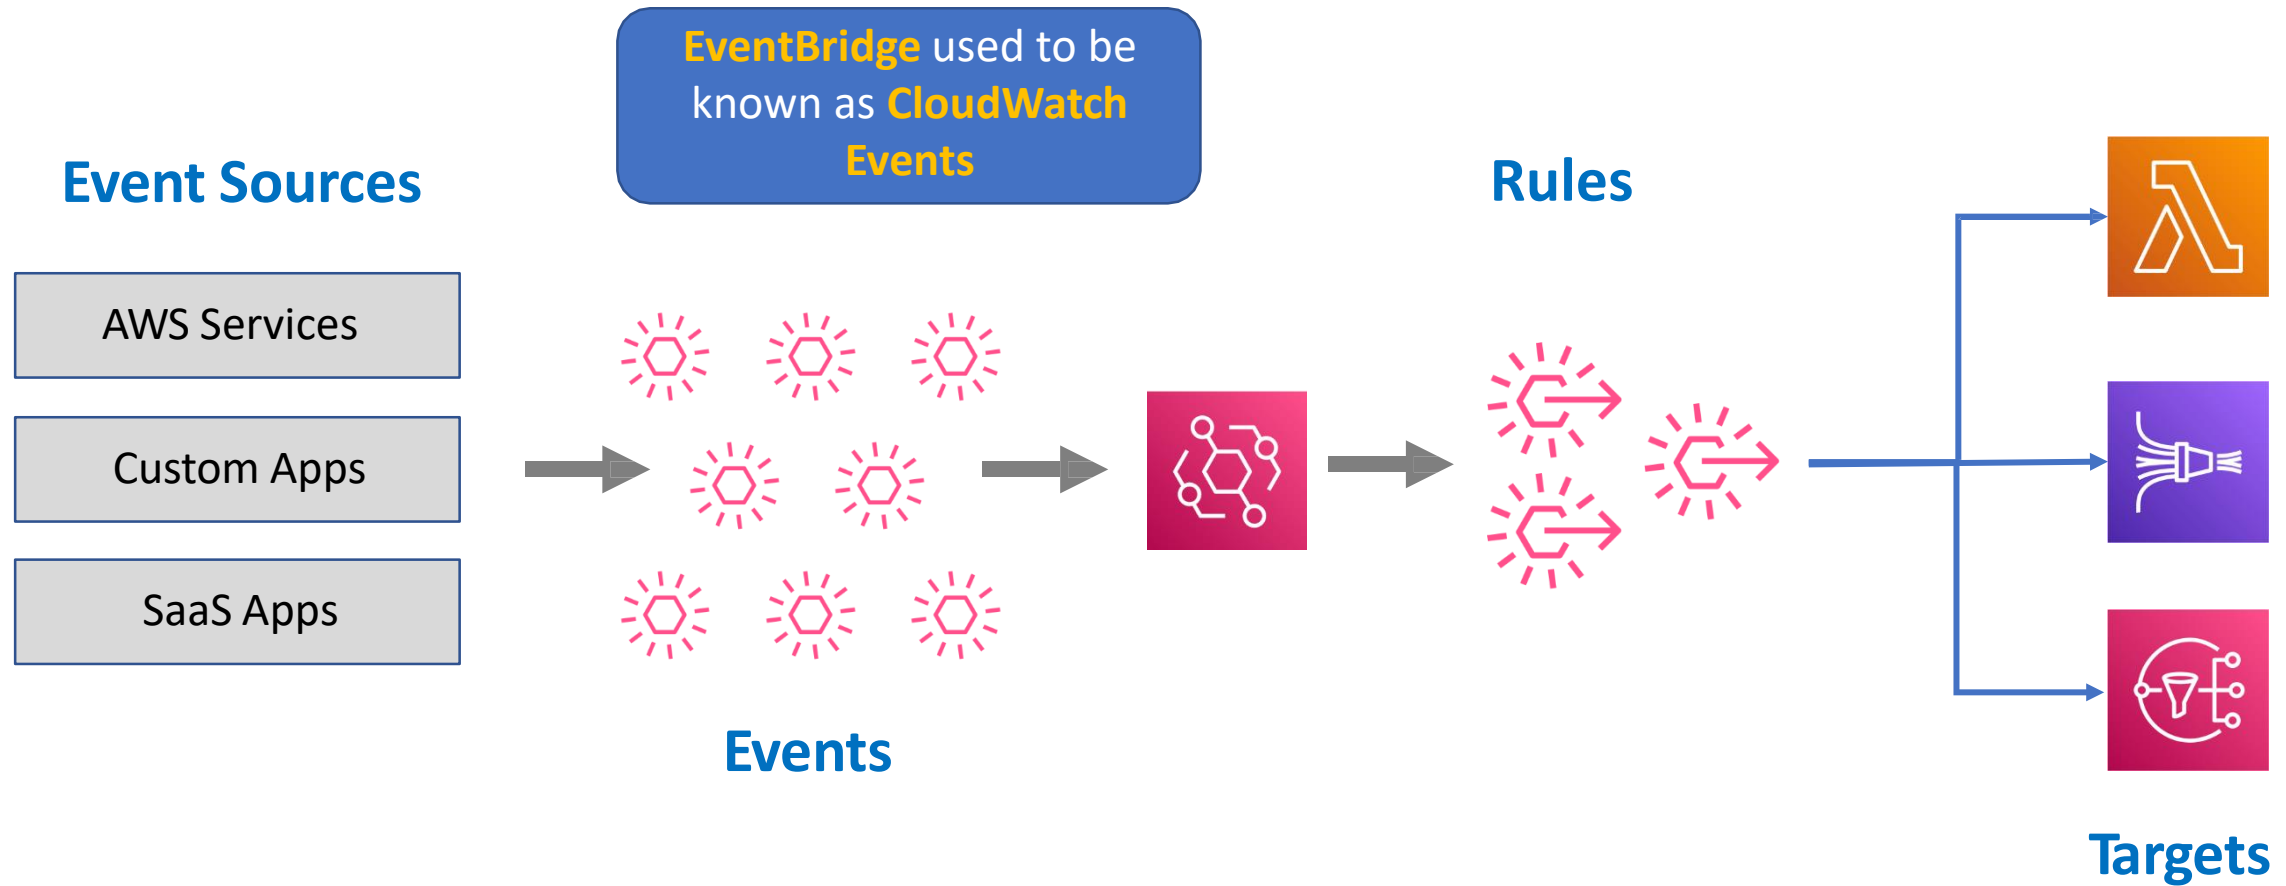 EventBridge used to be
known as CloudWatch
Events
Event Sources
AWS Services
Custom Apps
SaaS Apps
Events
Rules
Targets